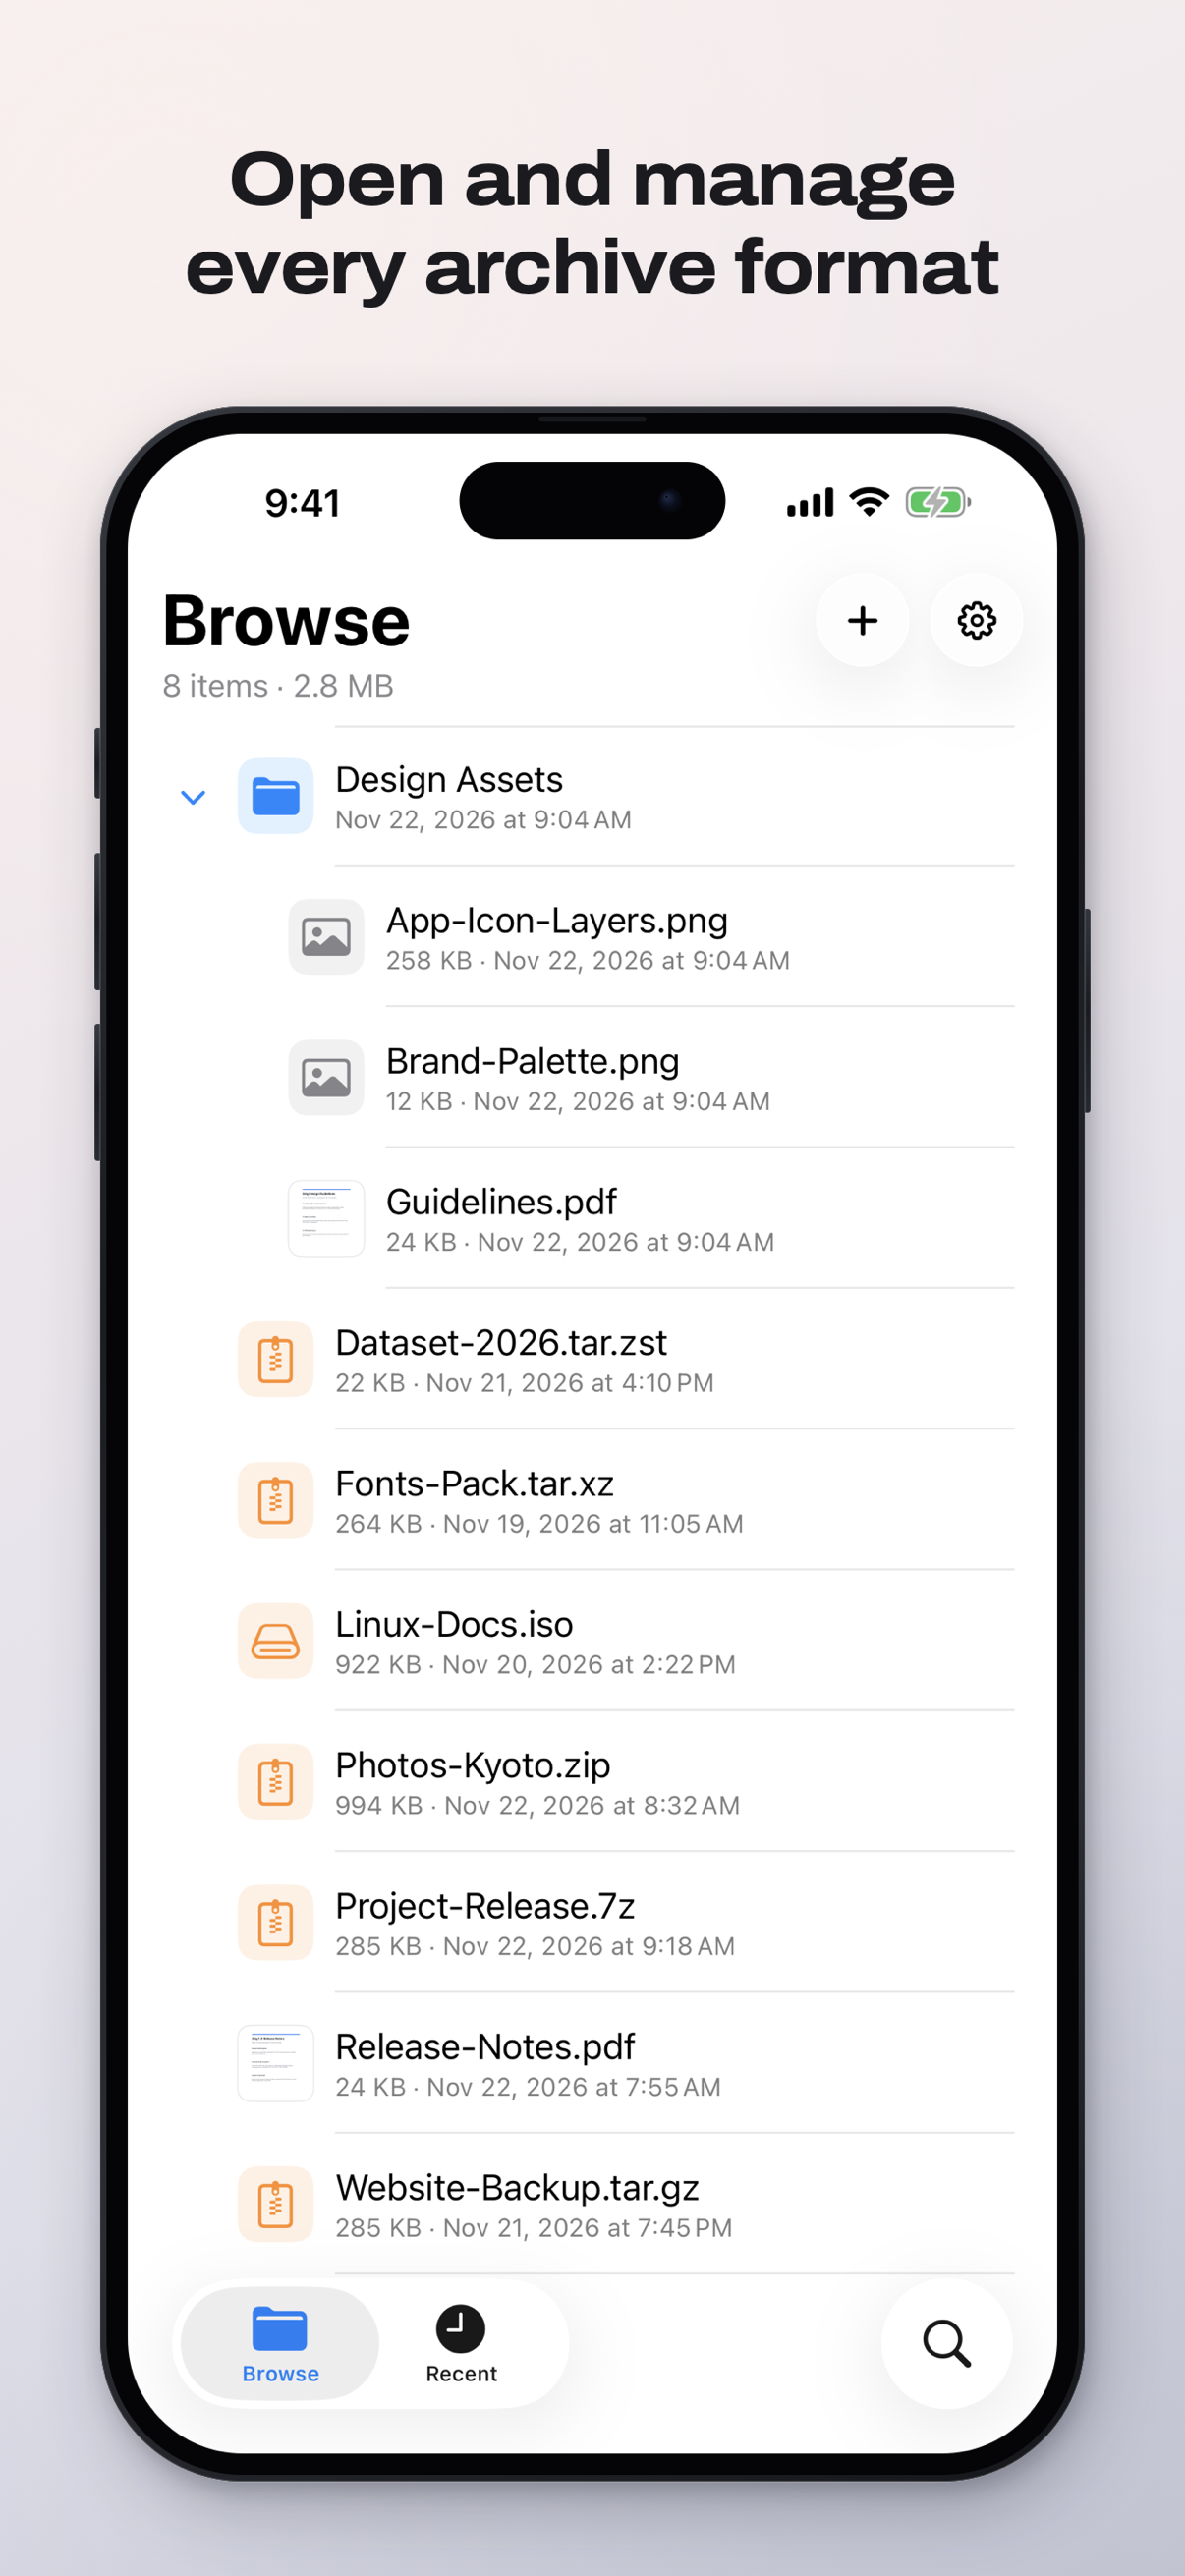 Open and manage
every archive format
9:41
Browse
8 items · 2.8 MB
Design Assets
Nov 22, 2026 at 9:04 AM
App-Icon-Layers.png
258 KB · Nov 22, 2026 at 9:04 AM
Brand-Palette.png
12 KB · Nov 22, 2026 at 9:04 AM
Guidelines.pdf
24 KB · Nov 22, 2026 at 9:04 AM
Dataset-2026.tar.zst
22 KB · Nov 21, 2026 at 4:10 PM
Fonts-Pack.tar.xz
264 KB · Nov 19, 2026 at 11:05 AM
Linux-Docs.iso
922 KB · Nov 20, 2026 at 2:22 PM
Photos-Kyoto.zip
994 KB · Nov 22, 2026 at 8:32 AM
Project-Release.7z
285 KB · Nov 22, 2026 at 9:18 AM
Release-Notes.pdf
24 KB · Nov 22, 2026 at 7:55 AM
Website-Backup.tar.gz
285 KB · Nov 21, 2026 at 7:45 PM
Browse
Recent